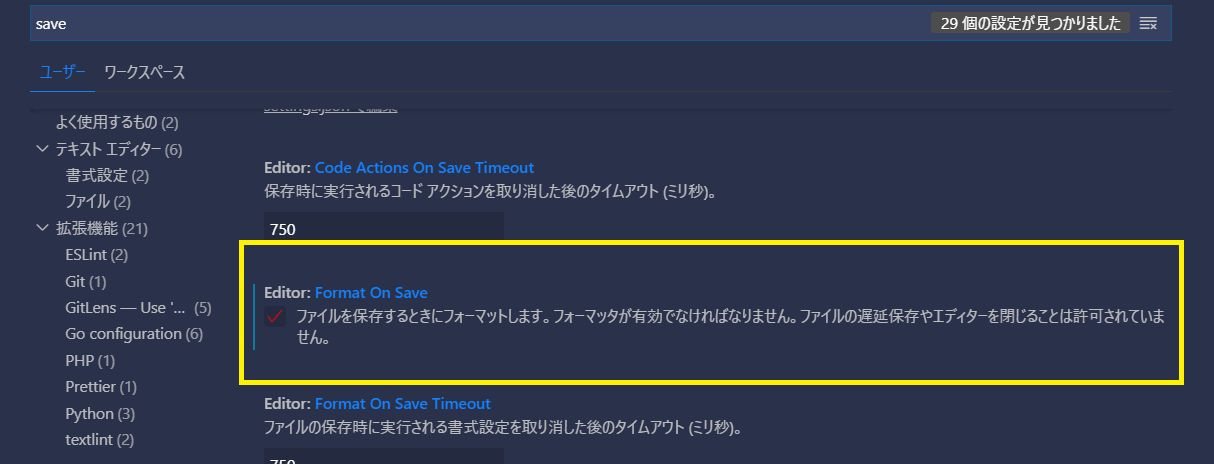 save
29 個の設定が見つかりました
ユーザー ワークスペース
よく使用するもの (2)
テキスト エディター (6)
書式設定 (2)
ファイル (2)
拡張機能 (21)
ESLint (2)
Git (1)
GitLens — Use '... (5)
Go configuration (6)
PHP (1)
Prettier (1)
Python (3)
textlint (2)
settings.json で編集
Editor: Code Actions On Save Timeout
保存時に実行されるコード アクションを取り消した後のタイムアウト (ミリ秒)。
750
Editor: Format On Save
ファイルを保存するときにフォーマットします。フォーマッタが有効でなければなりません。ファイルの遅延保存やエディターを閉じることは許可されていま
せん。
Editor: Format On Save Timeout
ファイルの保存時に実行される書式設定を取り消した後のタイムアウト (ミリ秒)。
750